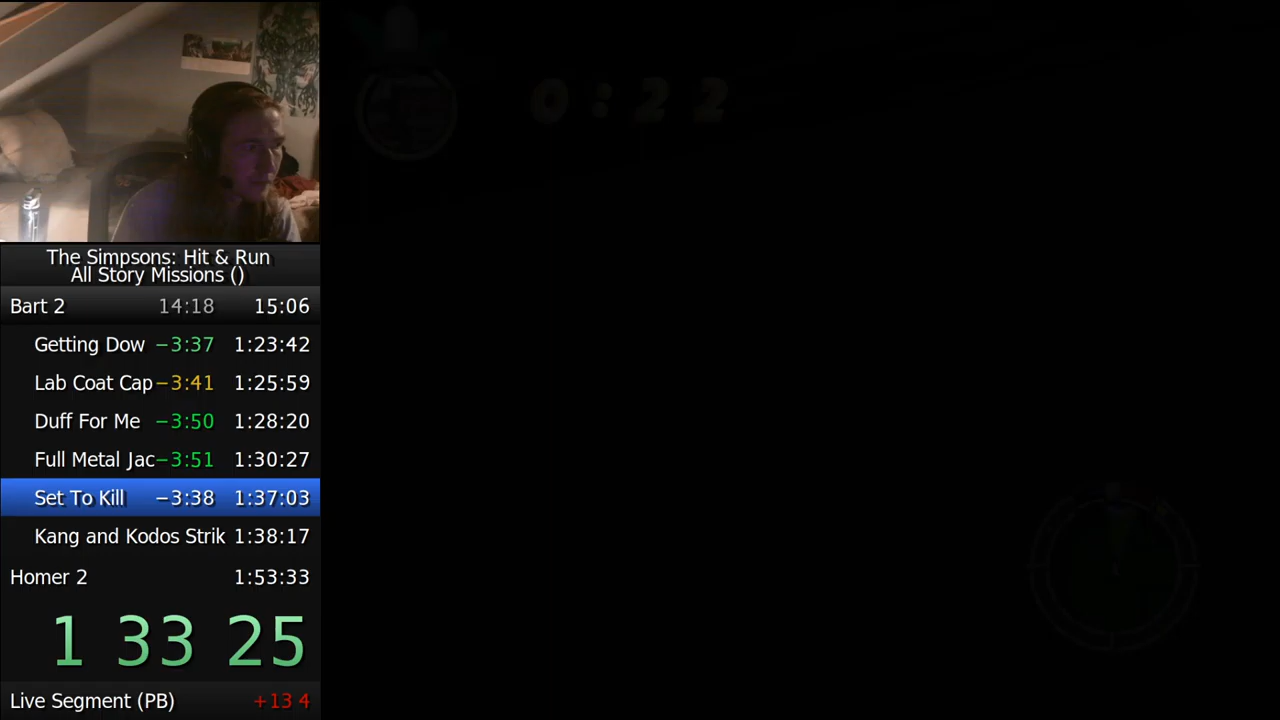 The Simpsons: Hit & Run
All Story Missions ()
Bart 2 14:18 15:06
Getting Dow −3:37 1:23:42
Lab Coat Cap −3:41 1:25:59
Duff For Me −3:50 1:28:20
Full Metal Jac −3:51 1:30:27
Set To Kill −3:38 1:37:03
Kang and Kodos Strik 1:38:17
Homer 2 1:53:33
1 33 25
Live Segment (PB) +13 4
0:22